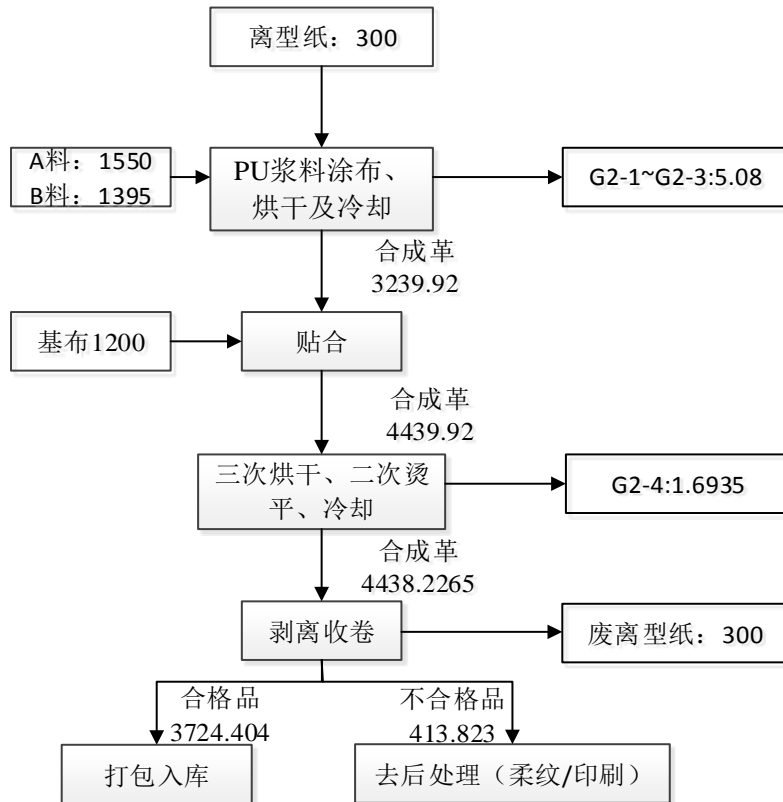 离型纸：300
A料：1550
B料：1395
PU浆料涂布、
烘干及冷却
G2-1~G2-3:5.08
合成革
3239.92
基布1200
贴合
合成革
4439.92
三次烘干、二次烫
平、冷却
G2-4:1.6935
合成革
4438.2265
剥离收卷
废离型纸：300
合格品
3724.404
不合格品
413.823
打包入库
去后处理（柔纹/印刷）